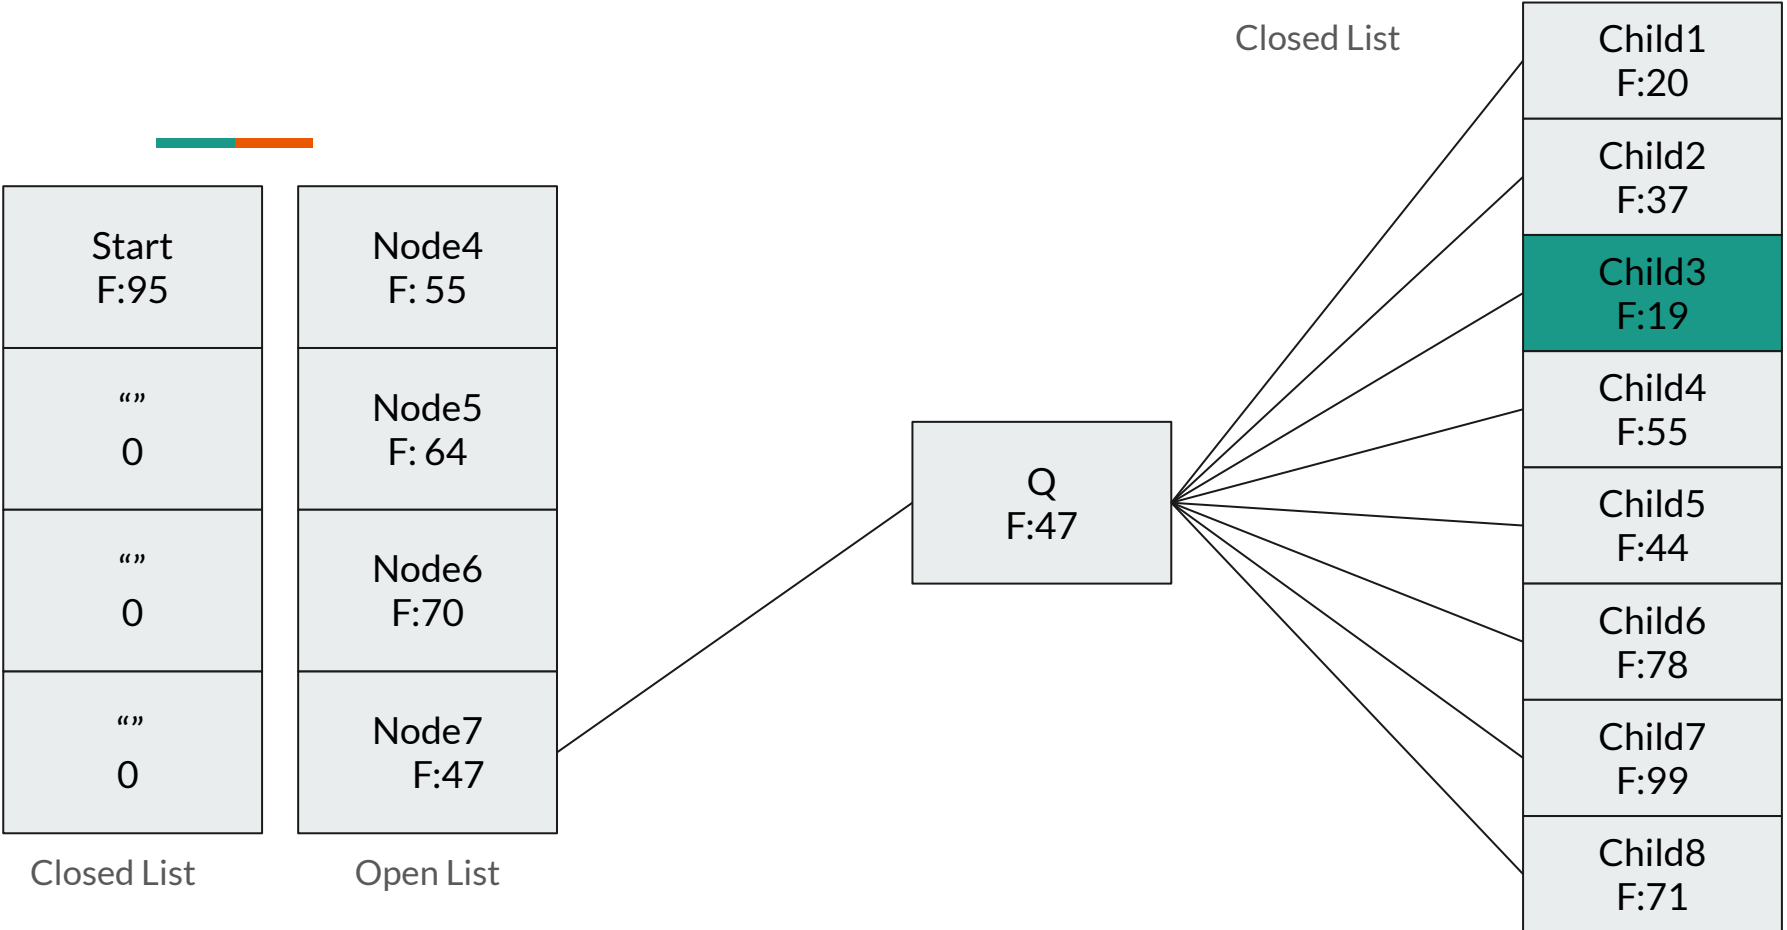 Closed List
Start
F:95
“”
0
“”
0
“”
0
Closed List
Node4
F: 55
Node5
F: 64
Node6
F:70
Node7
F:47
Open List
Q
F:47
Child1
F:20
Child2
F:37
Child3
F:19
Child4
F:55
Child5
F:44
Child6
F:78
Child7
F:99
Child8
F:71